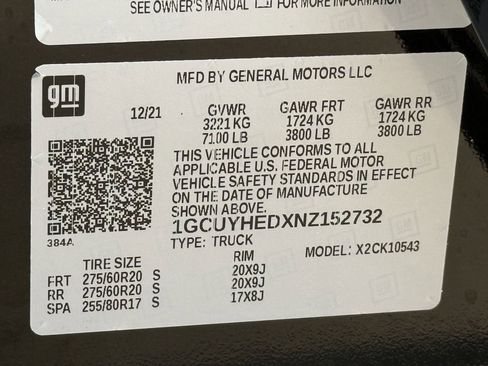 SEE OWNER'S MANUAL FOR MORE INFORMATION
gm
MFD BY GENERAL MOTORS LLC
12/21 GVWR GAWR FRT GAWR RR
3221 KG 1724 KG 1724 KG
7100 LB 3800 LB 3800 LB
THIS VEHICLE CONFORMS TO ALL
APPLICABLE U.S. FEDERAL MOTOR
VEHICLE SAFETY STANDARDS IN EFFECT
ON THE DATE OF MANUFACTURE
SHOWN ABOVE.
384A
1GCUYHEDXNZ152732
TYPE: TRUCK MODEL: X2CK10543
TIRE SIZE RIM
FRT 275/60R20 S 20X9J
RR 275/60R20 S 20X9J
SPA 255/80R17 S 17X8J